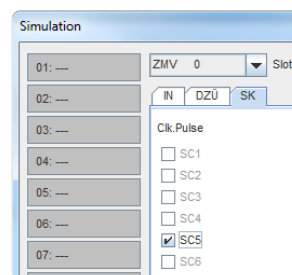 Simulation
01: ---
02: ---
03: ---
04: ---
05: ---
06: ---
07: ---
ZMV 0 Slot
IN DZÜ SK
Clk.Pulse
SC1
SC2
SC3
SC4
SC5
SC6